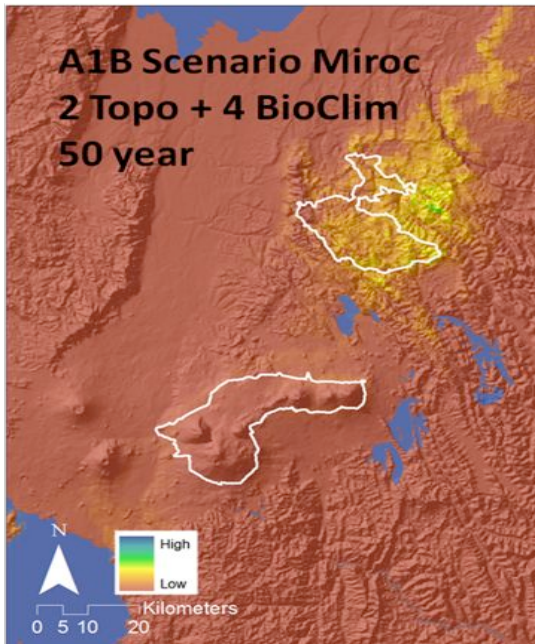 A1B Scenario Miroc
2 Topo + 4 BioClim
50 year
N
High
Low
Kilometers
0 5 10 20